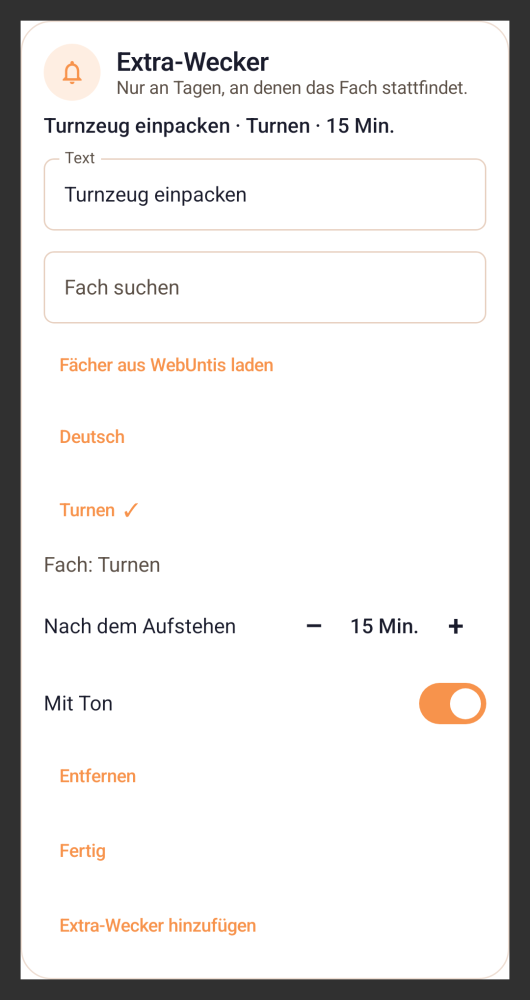 Extra-Wecker
Nur an Tagen, an denen das Fach stattfindet.
Turnzeug einpacken · Turnen · 15 Min.
Text
Turnzeug einpacken
Fach suchen
Fächer aus WebUntis laden
Deutsch
Turnen ✓
Fach: Turnen
Nach dem Aufstehen − 15 Min. +
Mit Ton
Entfernen
Fertig
Extra-Wecker hinzufügen